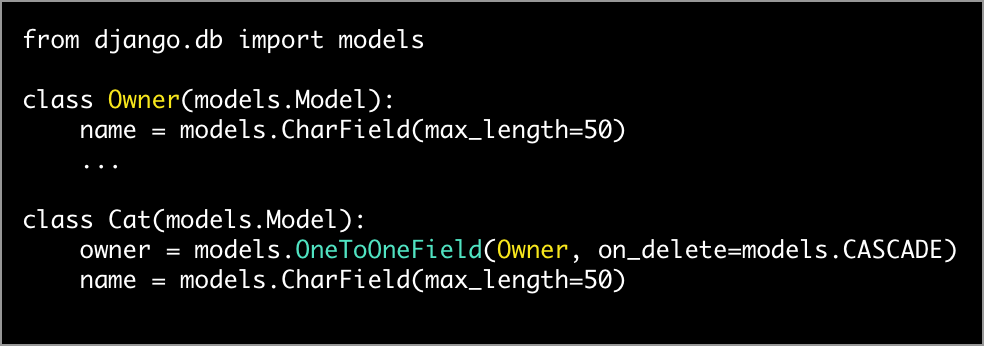 from django.db import models
class Owner(models.Model):
    name = models.CharField(max_length=50)
    ...
class Cat(models.Model):
    owner = models.OneToOneField(Owner, on_delete=models.CASCADE)
    name = models.CharField(max_length=50)